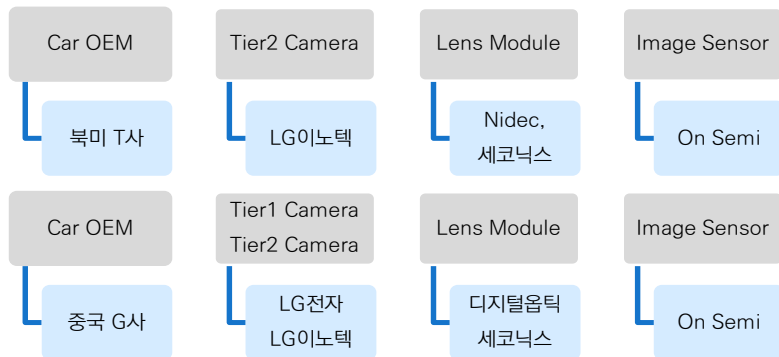 Car OEM
Tier2 Camera
Lens Module
Image Sensor
북미 T사
LG이노텍
Nidec,
세코닉스
On Semi
Car OEM
Tier1 Camera
Tier2 Camera
Lens Module
Image Sensor
중국 G사
LG전자
LG이노텍
디지털옵틱
세코닉스
On Semi